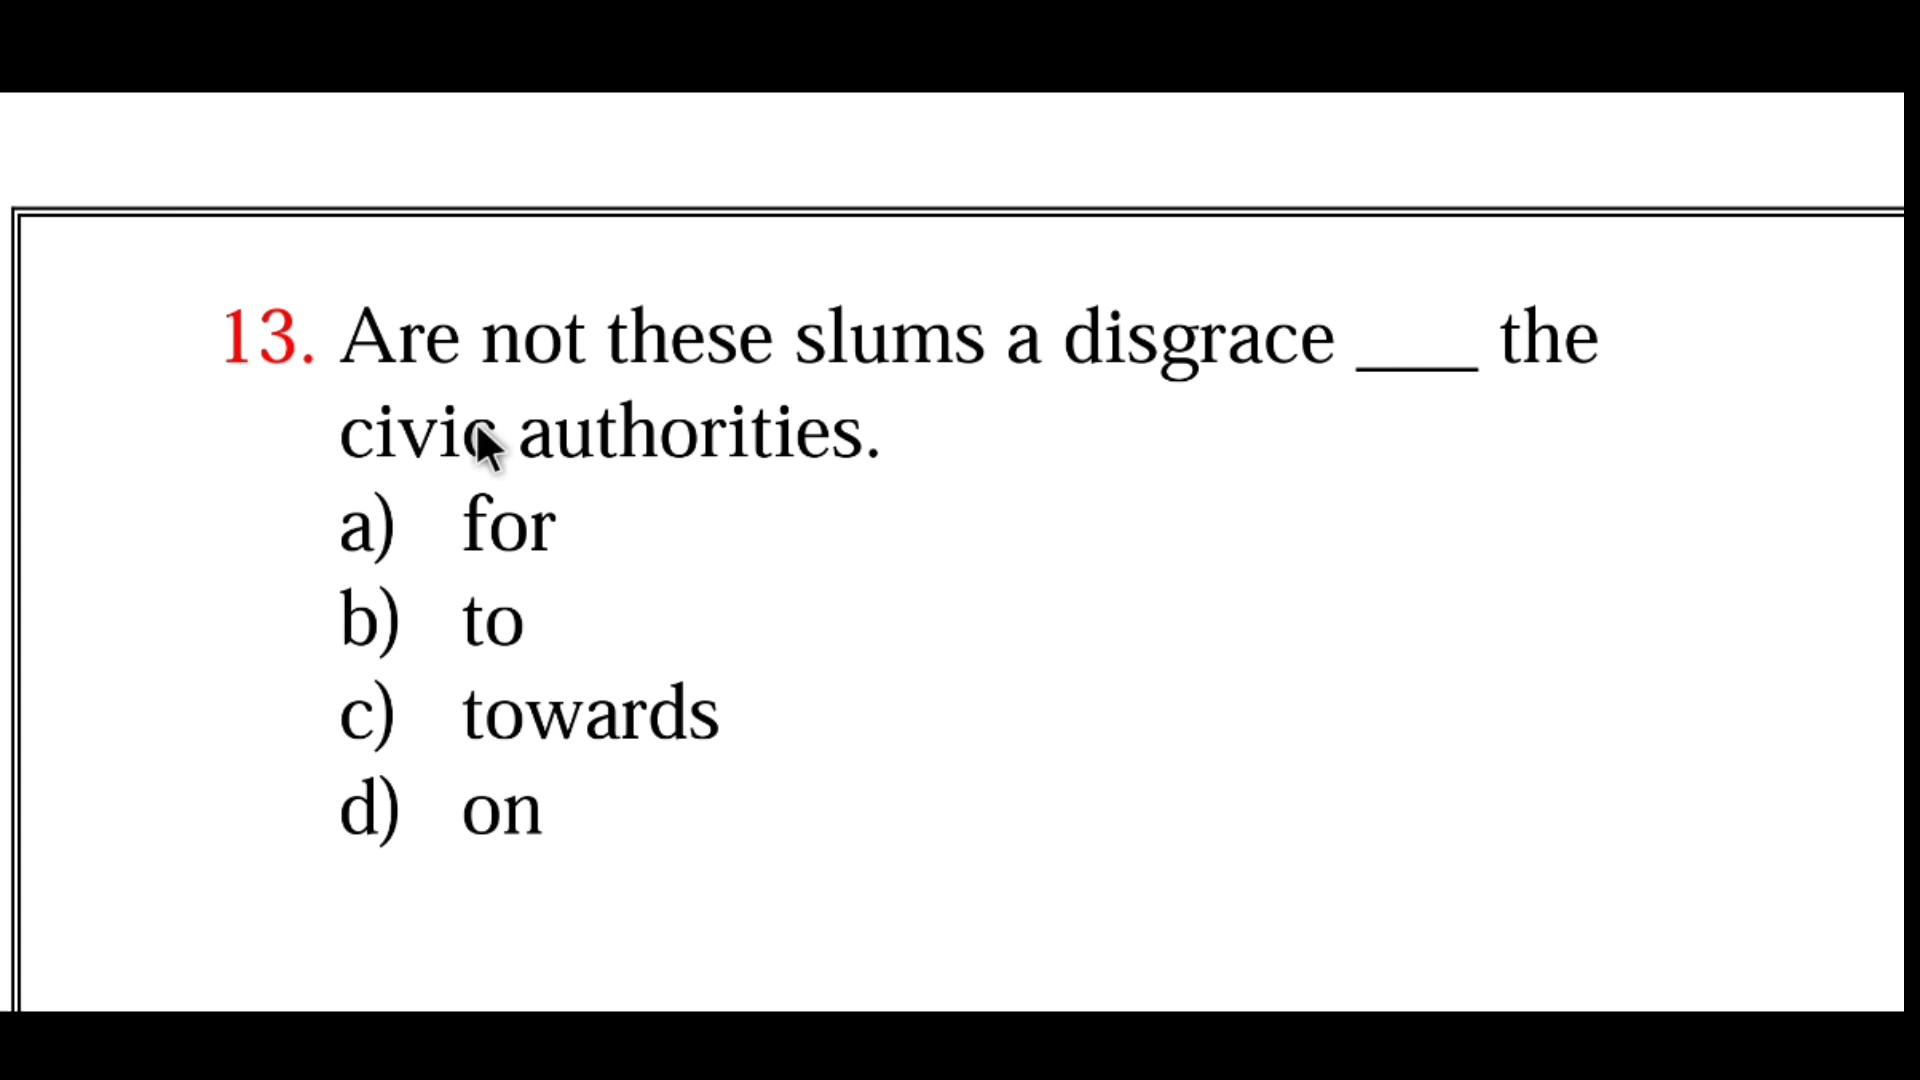 13. Are not these slums a disgrace ____ the
civic authorities.
a) for
b) to
c) towards
d) on